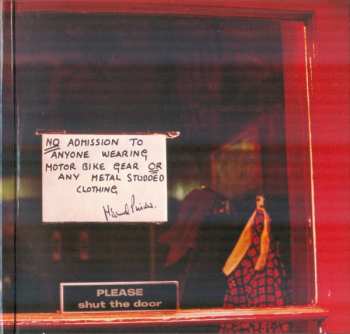 NO ADMISSION TO
ANYONE WEARING
MOTOR BIKE GEAR OR
ANY METAL STUDDED
CLOTHING
PLEASE
shut the door